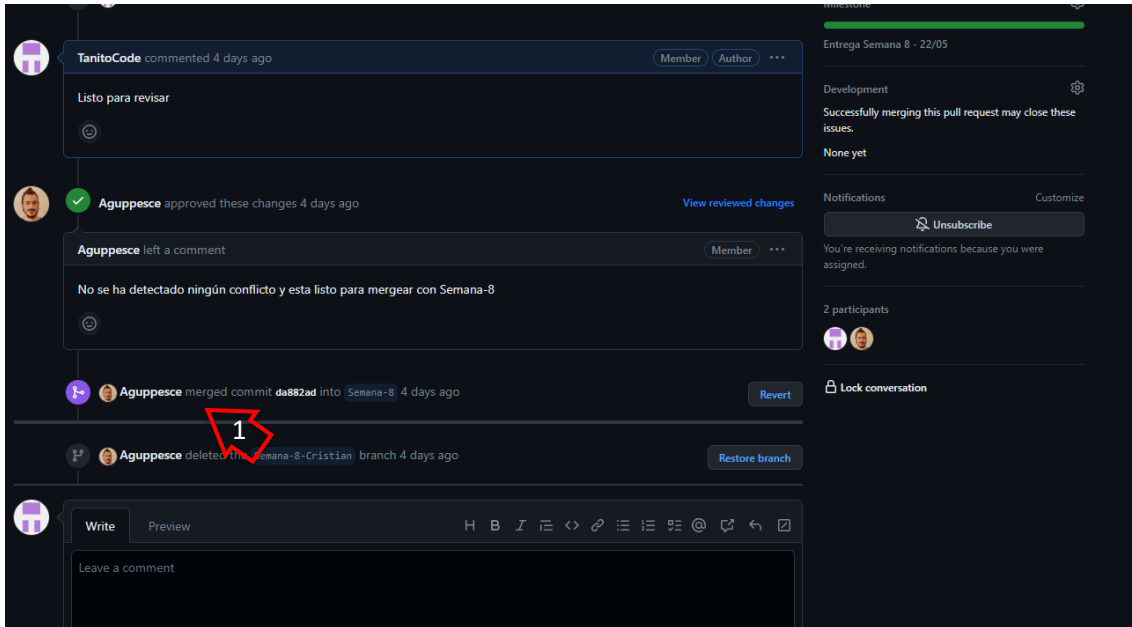 Milestone
Entrega Semana 8 - 22/05
TanitoCode commented 4 days ago
Member
Author
Listo para revisar
Development
Successfully merging this pull request may close these
issues.
None yet
Aguppesce approved these changes 4 days ago
View reviewed changes
Notifications
Customize
Unsubscribe
You're receiving notifications because you were
assigned.
Aguppesce left a comment
Member
No se ha detectado ningún conflicto y esta listo para mergear con Semana-8
2 participants
Aguppesce merged commit da882ad into Semana-8 4 days ago
Revert
Lock conversation
1
Aguppesce deleted the Semana-8-Cristian branch 4 days ago
Restore branch
Write
Preview
Leave a comment